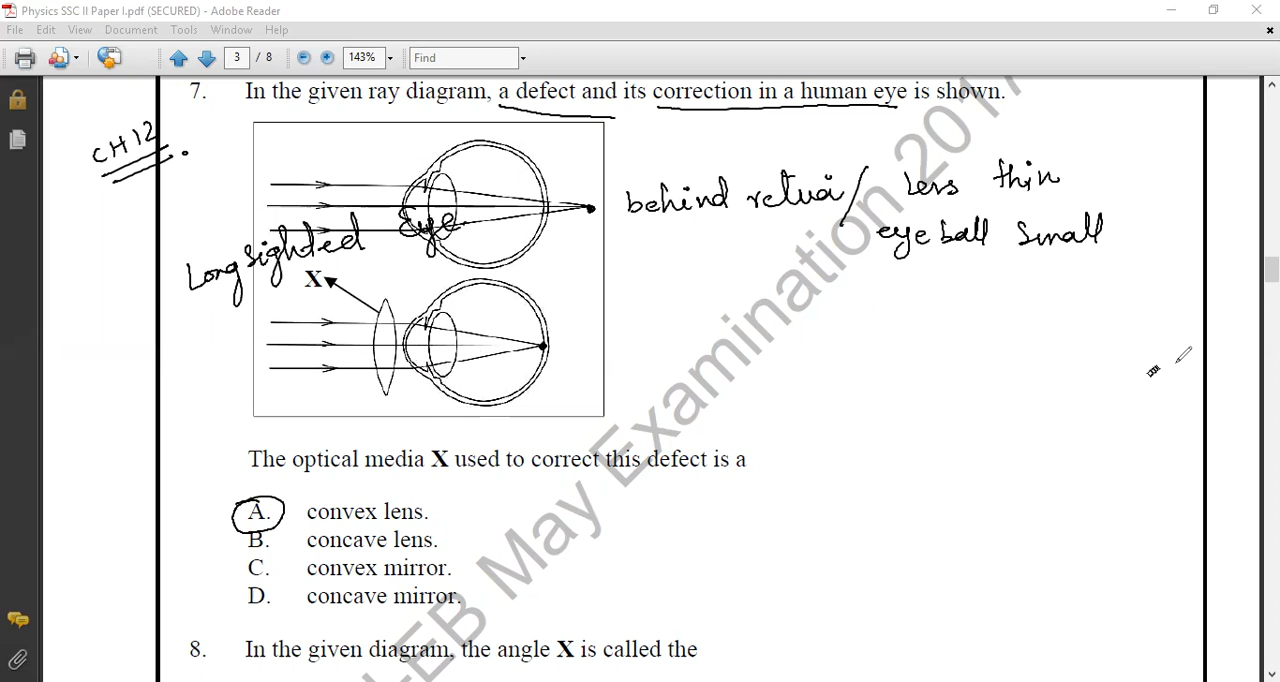 Physics SSC II Paper I.pdf (SECURED) - Adobe Reader
File Edit View Document Tools Window Help
3 / 8 143% Find
7. In the given ray diagram, a defect and its correction in a human eye is shown.
CH12
behind retina / Lens thin
eye ball small
Long sighted Eye
X
The optical media X used to correct this defect is a
A. convex lens.
B. concave lens.
C. convex mirror.
D. concave mirror.
8. In the given diagram, the angle X is called the
EB May Examination 2017